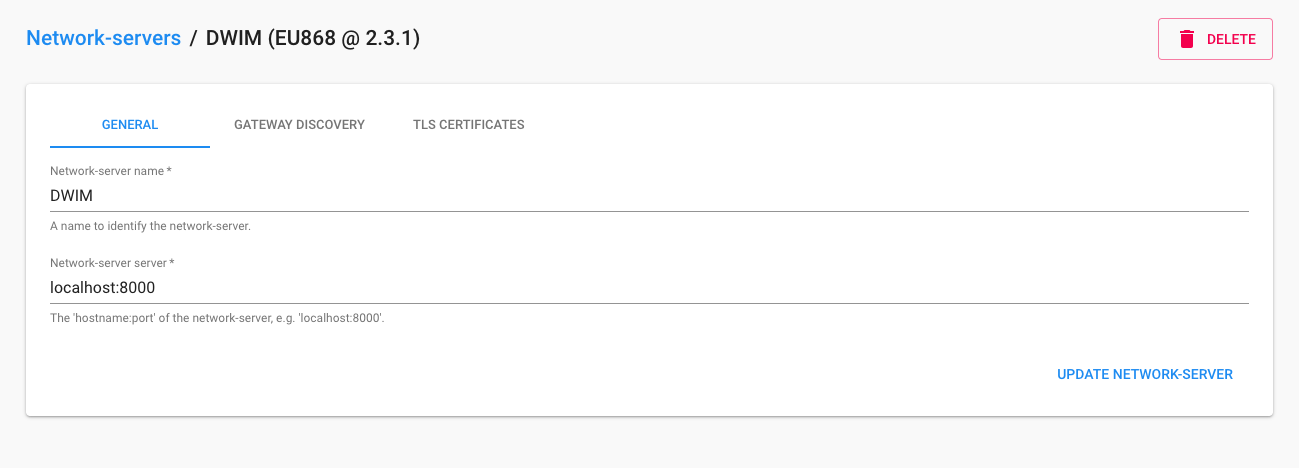 Network-servers / DWIM (EU868 @ 2.3.1)
DELETE
GENERAL GATEWAY DISCOVERY TLS CERTIFICATES
Network-server name *
DWIM
A name to identify the network-server.
Network-server server *
localhost:8000
The 'hostname:port' of the network-server, e.g. 'localhost:8000'.
UPDATE NETWORK-SERVER